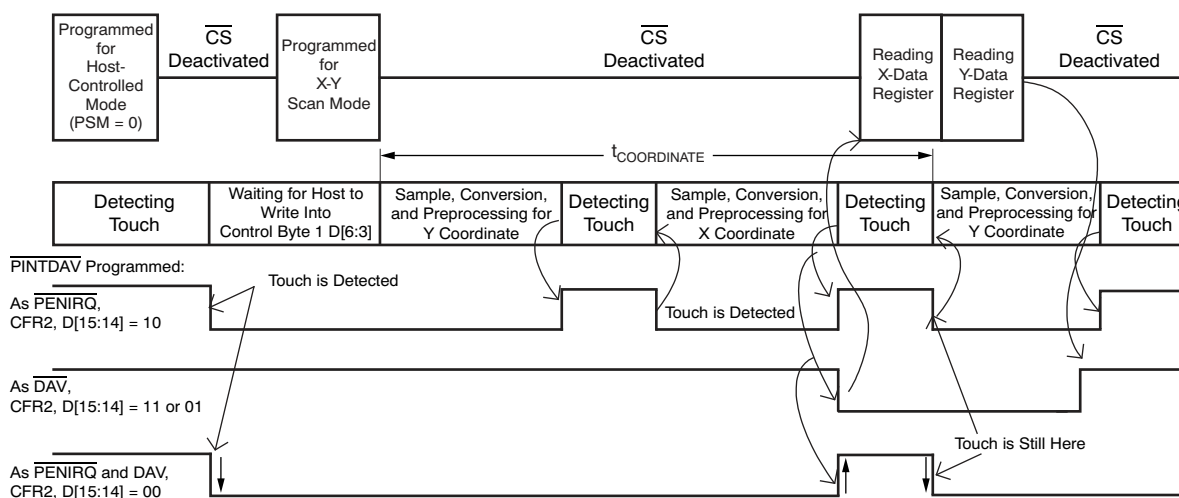 Programmed
for
Host-
Controlled
Mode
(PSM = 0)
CS
Deactivated
Programmed
for
X-Y
Scan Mode
CS
Deactivated
Reading
X-Data
Register
Reading
Y-Data
Register
CS
Deactivated
tCOORDINATE
Detecting
Touch
Waiting for Host to
Write Into
Control Byte 1 D[6:3]
Sample, Conversion,
and Preprocessing for
Y Coordinate
Detecting
Touch
Sample, Conversion,
and Preprocessing for
X Coordinate
Detecting
Touch
Sample, Conversion,
and Preprocessing for
Y Coordinate
Detecting
Touch
PINTDAV Programmed:
Touch is Detected
As PENIRQ,
CFR2, D[15:14] = 10
Touch is Detected
As DAV,
CFR2, D[15:14] = 11 or 01
Touch is Still Here
As PENIRQ and DAV,
CFR2, D[15:14] = 00